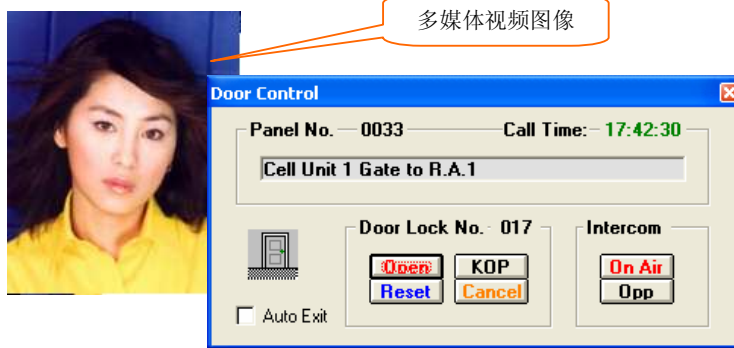 多媒体视频图像
Door Control
Panel No. 0033 Call Time: 17:42:30
Cell Unit 1 Gate to R.A.1
Door Lock No. 017 Intercom
Open KOP On Air
Reset Cancel Opp
Auto Exit